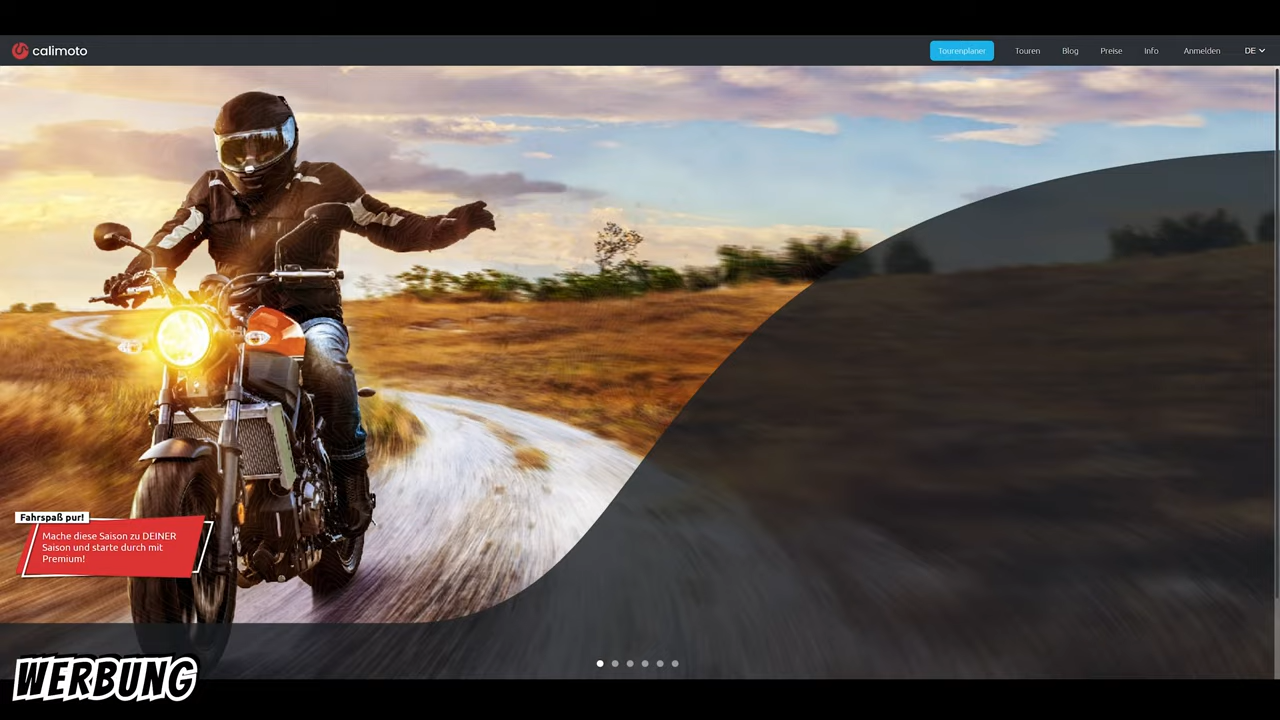 calimoto
Tourenplaner
Touren
Blog
Preise
Info
Anmelden
DE
Fahrspaß pur!
Mache diese Saison zu DEINER
Saison und starte durch mit
Premium!
WERBUNG